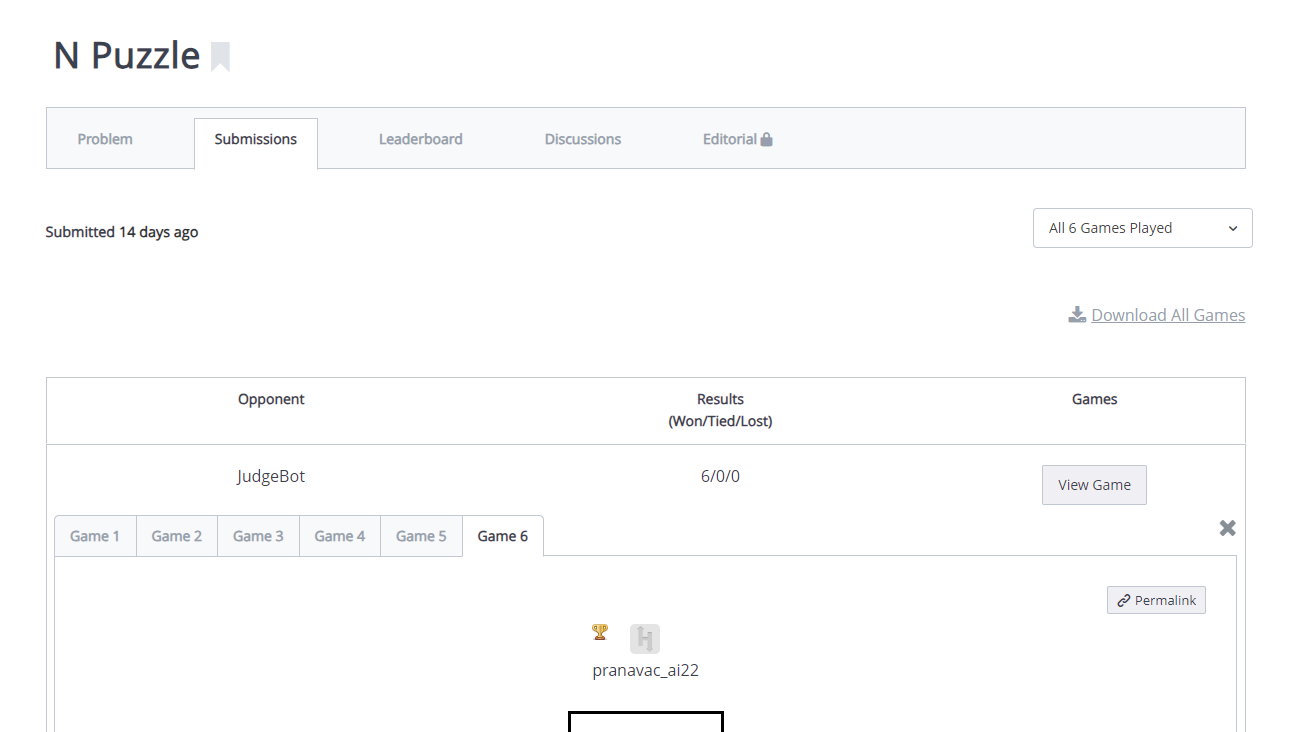 N Puzzle
Problem
Submissions
Leaderboard
Discussions
Editorial
Submitted 14 days ago
All 6 Games Played
Download All Games
Opponent
Results
(Won/Tied/Lost)
Games
JudgeBot
6/0/0
View Game
Game 1
Game 2
Game 3
Game 4
Game 5
Game 6
Permalink
pranavac_ai22